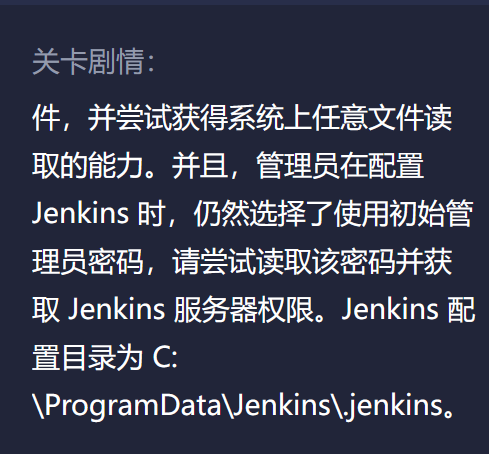 关卡剧情：
件，并尝试获得系统上任意文件读
取的能力。并且，管理员在配置
Jenkins 时，仍然选择了使用初始管
理员密码，请尝试读取该密码并获
取 Jenkins 服务器权限。Jenkins 配
置目录为 C:
\ProgramData\Jenkins\.jenkins。